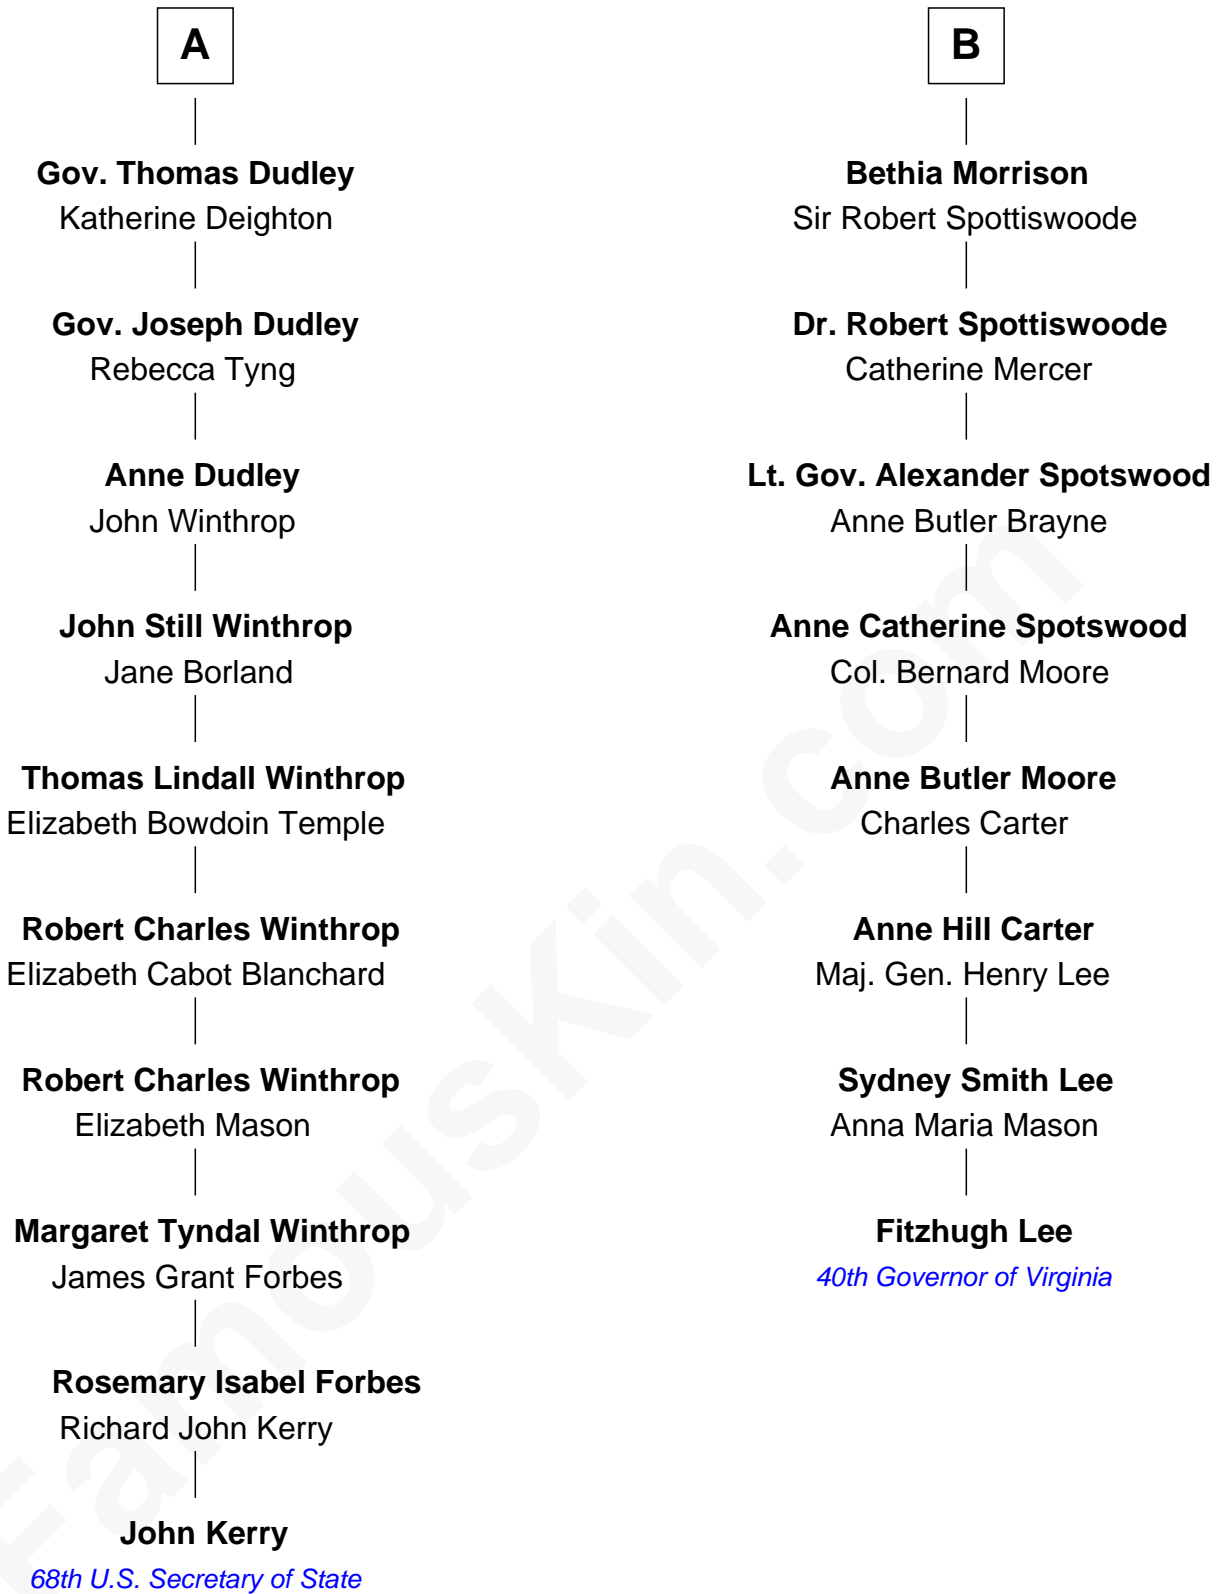 A
Gov. Thomas Dudley
Katherine Deighton
Gov. Joseph Dudley
Rebecca Tyng
Anne Dudley
John Winthrop
John Still Winthrop
Jane Borland
Thomas Lindall Winthrop
Elizabeth Bowdoin Temple
Robert Charles Winthrop
Elizabeth Cabot Blanchard
Robert Charles Winthrop
Elizabeth Mason
Margaret Tyndal Winthrop
James Grant Forbes
Rosemary Isabel Forbes
Richard John Kerry
John Kerry
68th U.S. Secretary of State
B
Bethia Morrison
Sir Robert Spottiswoode
Dr. Robert Spottiswoode
Catherine Mercer
Lt. Gov. Alexander Spotswood
Anne Butler Brayne
Anne Catherine Spotswood
Col. Bernard Moore
Anne Butler Moore
Charles Carter
Anne Hill Carter
Maj. Gen. Henry Lee
Sydney Smith Lee
Anna Maria Mason
Fitzhugh Lee
40th Governor of Virginia
FamousKin.com